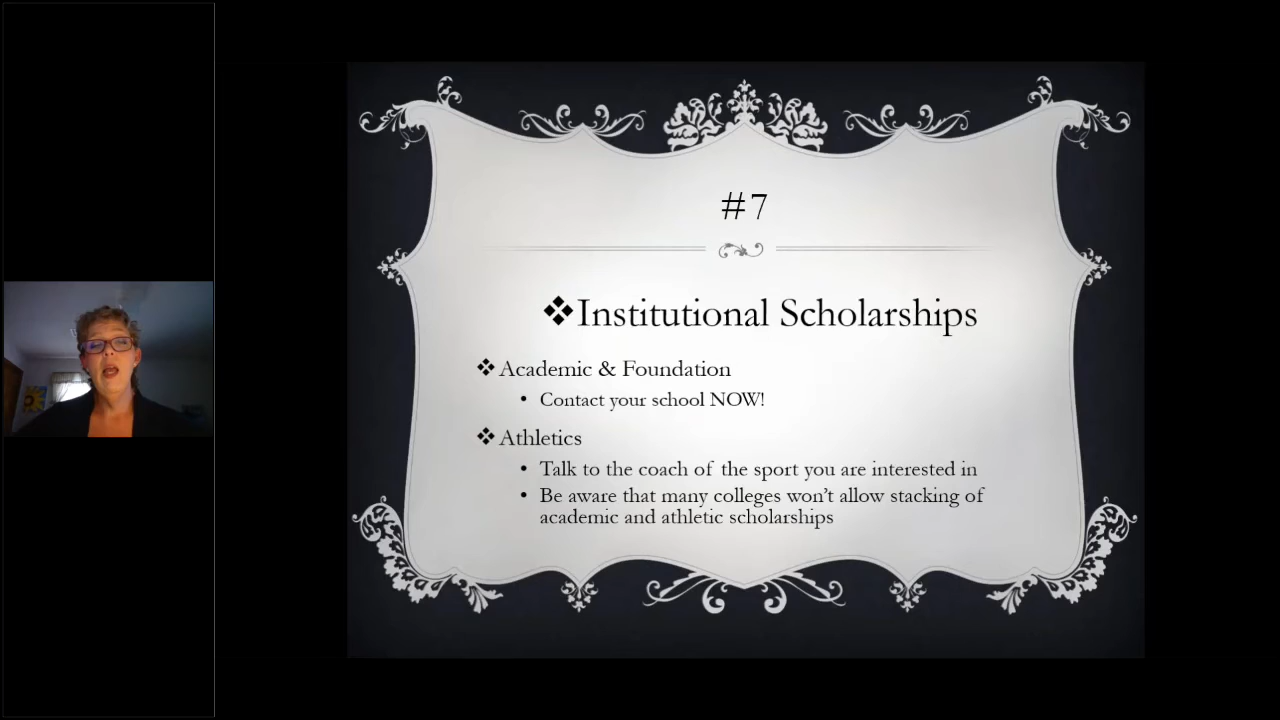 #7
❖Institutional Scholarships
❖Academic & Foundation
• Contact your school NOW!
❖Athletics
• Talk to the coach of the sport you are interested in
• Be aware that many colleges won't allow stacking of
academic and athletic scholarships